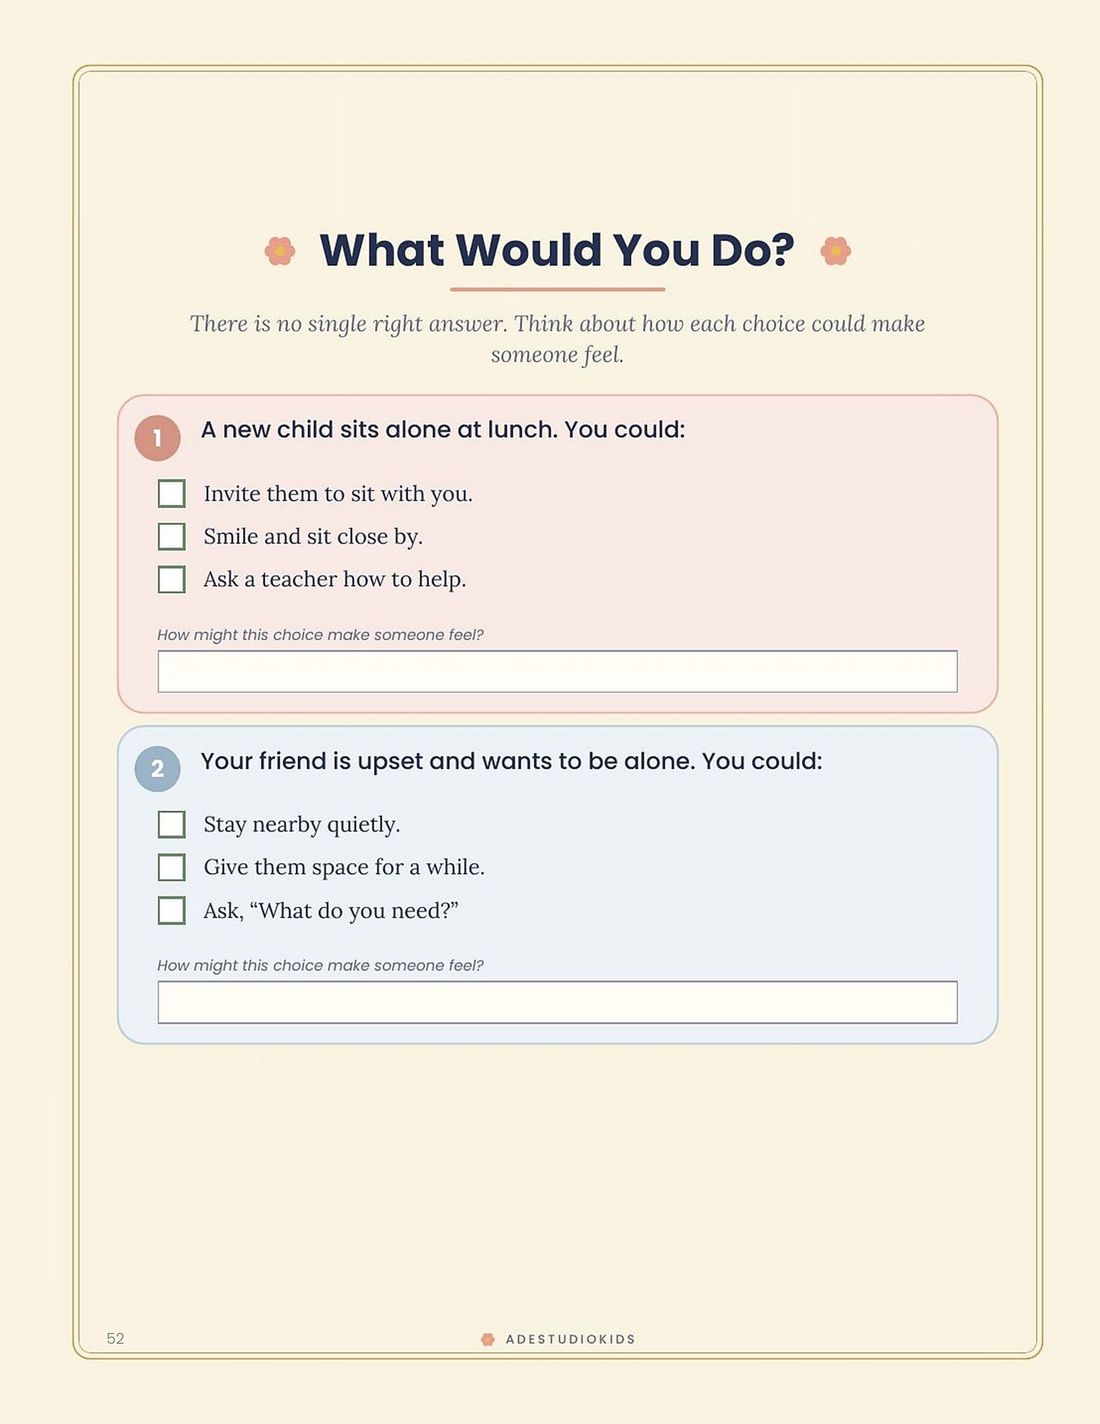 What Would You Do?
There is no single right answer. Think about how each choice could make
someone feel.
1
A new child sits alone at lunch. You could:
Invite them to sit with you.
Smile and sit close by.
Ask a teacher how to help.
How might this choice make someone feel?
2
Your friend is upset and wants to be alone. You could:
Stay nearby quietly.
Give them space for a while.
Ask, “What do you need?”
How might this choice make someone feel?
52
ADESTUDIOKIDS